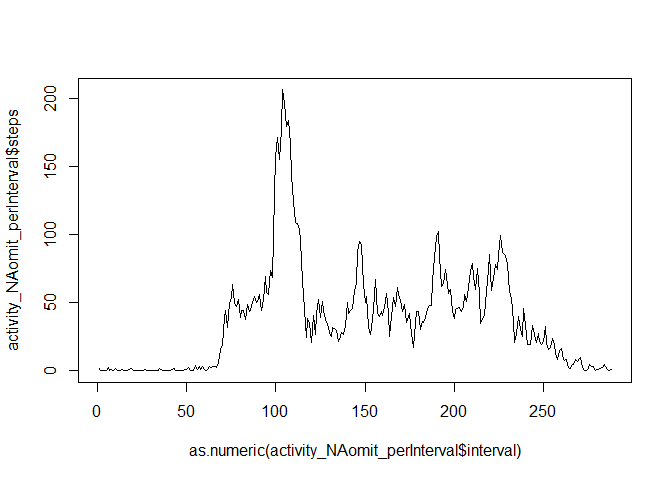 200
150
100
50
0
activity_NAomit_perInterval$steps
0 50 100 150 200 250
as.numeric(activity_NAomit_perInterval$interval)